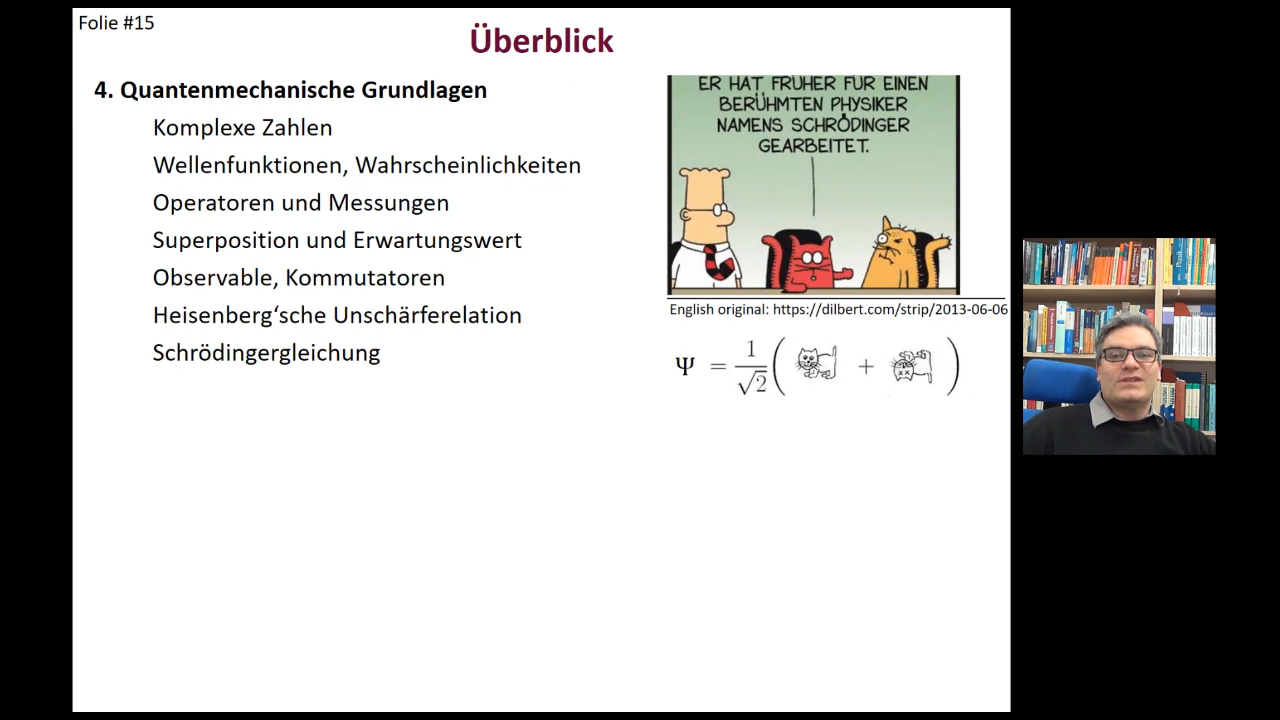 Folie #15
Überblick
4. Quantenmechanische Grundlagen
Komplexe Zahlen
Wellenfunktionen, Wahrscheinlichkeiten
Operatoren und Messungen
Superposition und Erwartungswert
Observable, Kommutatoren
Heisenberg‘sche Unschärferelation
Schrödingergleichung
ER HAT FRÜHER FÜR EINEN
BERÜHMTEN PHYSIKER
NAMENS SCHRÖDINGER
GEARBEITET.
English original: https://dilbert.com/strip/2013-06-06
Ψ = 1/√2 ( + )